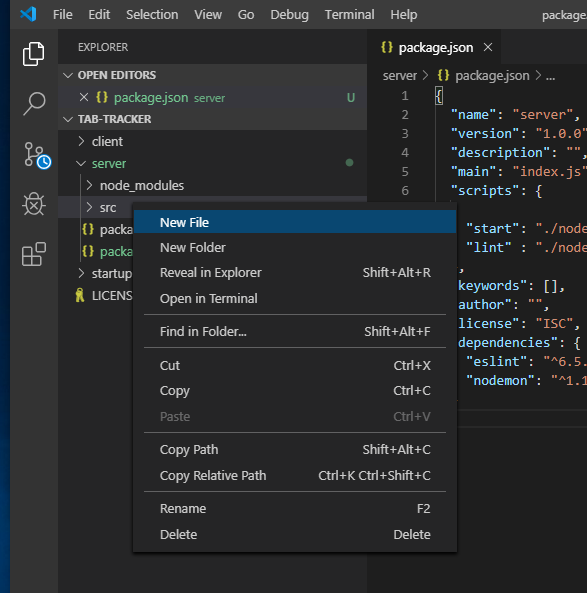 File Edit Selection View Go Debug Terminal Help package.
EXPLORER
OPEN EDITORS
package.json server U
TAB-TRACKER
client
server
node_modules
src
packa
packa
startup
LICENS
New File
New Folder
Reveal in Explorer Shift+Alt+R
Open in Terminal
Find in Folder... Shift+Alt+F
Cut Ctrl+X
Copy Ctrl+C
Paste Ctrl+V
Copy Path Shift+Alt+C
Copy Relative Path Ctrl+K Ctrl+Shift+C
Rename F2
Delete Delete
{} package.json
server > {} package.json > ...
1 {
2 "name": "server",
3 "version": "1.0.0"
4 "description": "",
5 "main": "index.js"
6 "scripts": {
"start": "./node
"lint" : "./node
,
keywords": [],
author": "",
license": "ISC",
dependencies": {
"eslint": "^6.5.
"nodemon": "^1.1